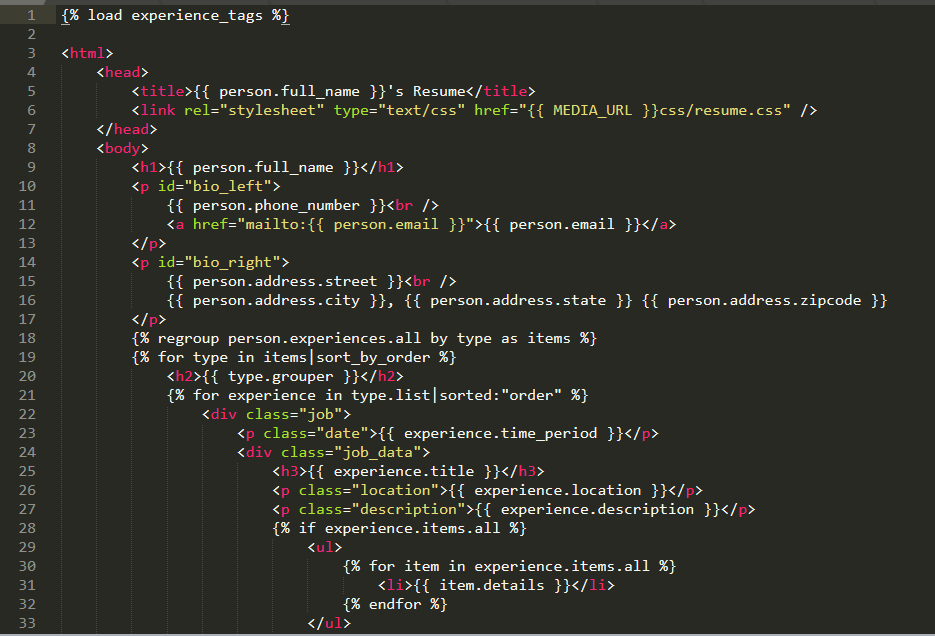 1 {% load experience_tags %}
2
3 <html>
4     <head>
5         <title>{{ person.full_name }}'s Resume</title>
6         <link rel="stylesheet" type="text/css" href="{{ MEDIA_URL }}css/resume.css" />
7     </head>
8     <body>
9         <h1>{{ person.full_name }}</h1>
10         <p id="bio_left">
11             {{ person.phone_number }}<br />
12             <a href="mailto:{{ person.email }}">{{ person.email }}</a>
13         </p>
14         <p id="bio_right">
15             {{ person.address.street }}<br />
16             {{ person.address.city }}, {{ person.address.state }} {{ person.address.zipcode }}
17         </p>
18         {% regroup person.experiences.all by type as items %}
19         {% for type in items|sort_by_order %}
20             <h2>{{ type.grouper }}</h2>
21             {% for experience in type.list|sorted:"order" %}
22                 <div class="job">
23                     <p class="date">{{ experience.time_period }}</p>
24                     <div class="job_data">
25                         <h3>{{ experience.title }}</h3>
26                         <p class="location">{{ experience.location }}</p>
27                         <p class="description">{{ experience.description }}</p>
28                         {% if experience.items.all %}
29                             <ul>
30                                 {% for item in experience.items.all %}
31                                     <li>{{ item.details }}</li>
32                                 {% endfor %}
33                             </ul>